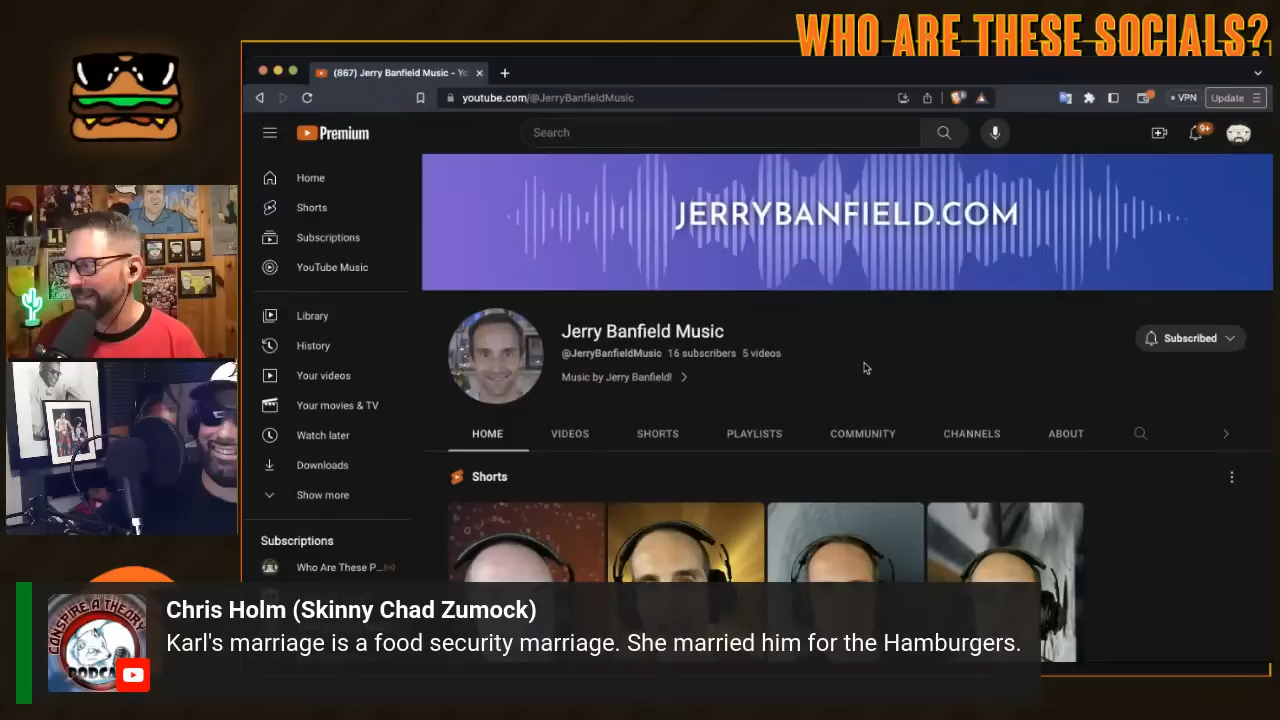 WHO ARE THESE SOCIALS?
(867) Jerry Banfield Music - Yo
youtube.com/@JerryBanfieldMusic
VPN
Update
Premium
Search
9+
Home
Shorts
Subscriptions
YouTube Music
Library
History
Your videos
Your movies & TV
Watch later
Downloads
Show more
Subscriptions
Who Are These P...
JERRYBANFIELD.COM
Jerry Banfield Music
@JerryBanfieldMusic 16 subscribers 5 videos
Music by Jerry Banfield!
Subscribed
HOME VIDEOS SHORTS PLAYLISTS COMMUNITY CHANNELS ABOUT
Shorts
CONSPIRE A THEORY
PODCAST
Chris Holm (Skinny Chad Zumock)
Karl's marriage is a food security marriage. She married him for the Hamburgers.